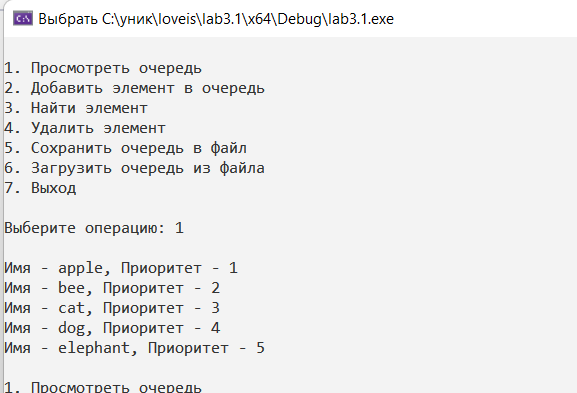 Выбрать C:\уник\loveis\lab3.1\x64\Debug\lab3.1.exe
1. Просмотреть очередь
2. Добавить элемент в очередь
3. Найти элемент
4. Удалить элемент
5. Сохранить очередь в файл
6. Загрузить очередь из файла
7. Выход
Выберите операцию: 1
Имя - apple, Приоритет - 1
Имя - bee, Приоритет - 2
Имя - cat, Приоритет - 3
Имя - dog, Приоритет - 4
Имя - elephant, Приоритет - 5
1. Просмотреть очередь